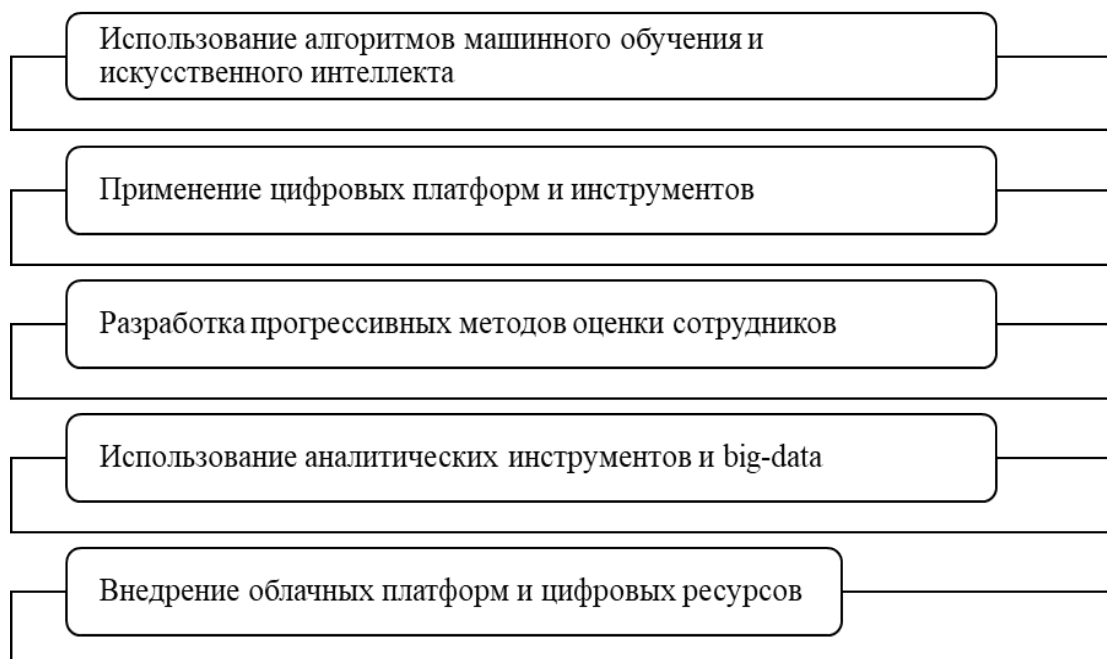 Использование алгоритмов машинного обучения и
искусственного интеллекта
Применение цифровых платформ и инструментов
Разработка прогрессивных методов оценки сотрудников
Использование аналитических инструментов и big-data
Внедрение облачных платформ и цифровых ресурсов